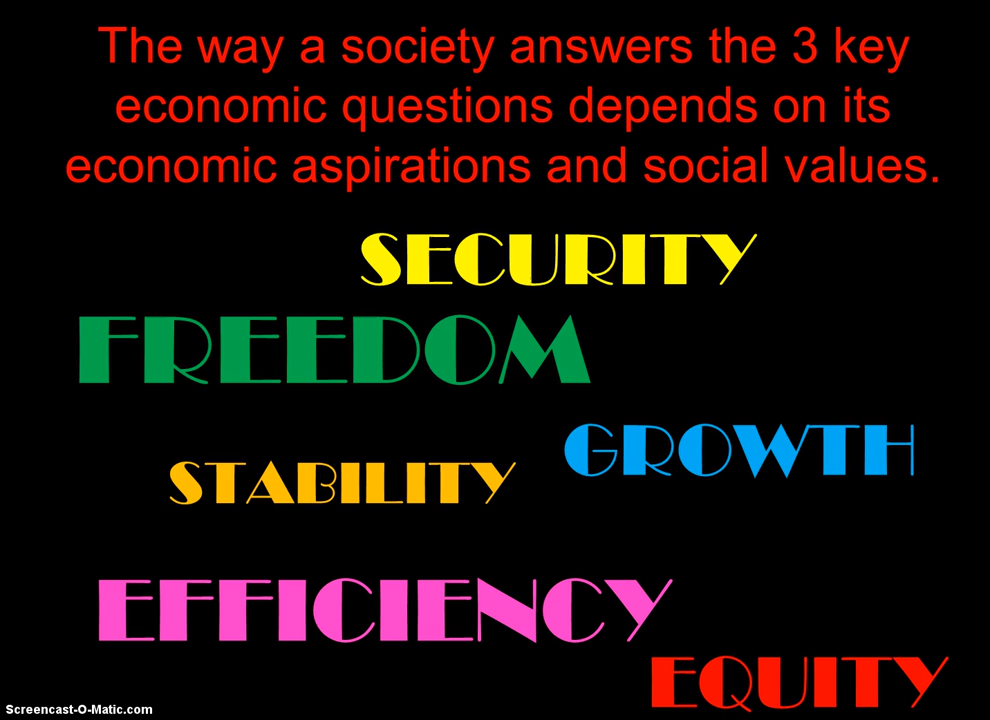 The way a society answers the 3 key
economic questions depends on its
economic aspirations and social values.
SECURITY
FREEDOM
GROWTH
STABILITY
EFFICIENCY
EQUITY
Screencast-O-Matic.com